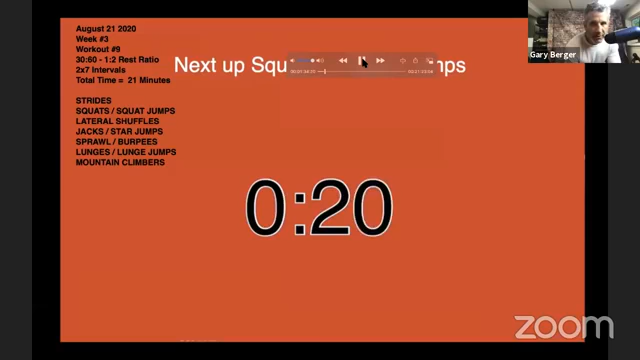 August 21 2020
Week #3
Workout #9
30:60 - 1:2 Rest Ratio
2x7 Intervals
Total Time = 21 Minutes
STRIDES
SQUATS / SQUAT JUMPS
LATERAL SHUFFLES
JACKS / STAR JUMPS
SPRAWL / BURPEES
LUNGES / LUNGE JUMPS
MOUNTAIN CLIMBERS
Next up Squ mps
0:20
Gary Berger
zoom